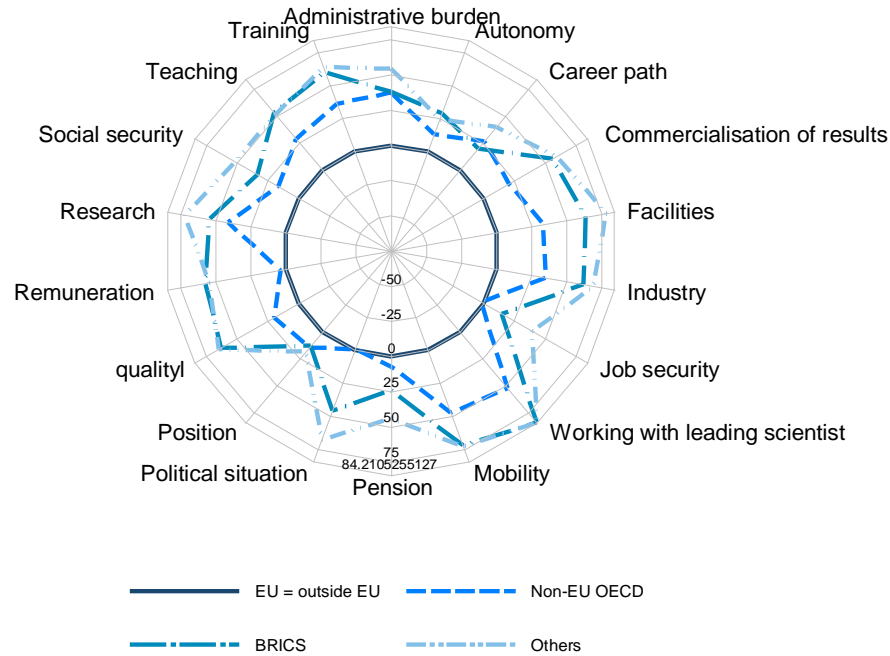 Administrative burden
Training
Autonomy
Teaching
Career path
Social security
Commercialisation of results
Research
Facilities
Remuneration
Industry
qualityl
Job security
Position
Working with leading scientist
Political situation
Mobility
Pension
-50
-25
0
25
50
75
84.2105255127
EU = outside EU
Non-EU OECD
BRICS
Others